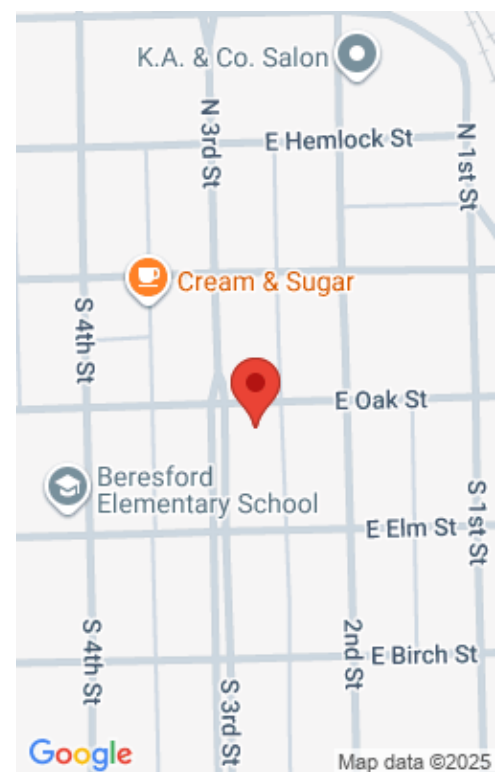 K.A. & Co. Salon
N 3rd St
E Hemlock St
N 1st St
Cream & Sugar
S 4th St
E Oak St
Beresford
Elementary School
S 1st St
E Elm St
S 4th St
S 3rd St
2nd St
E Birch St
Google
Map data ©2025